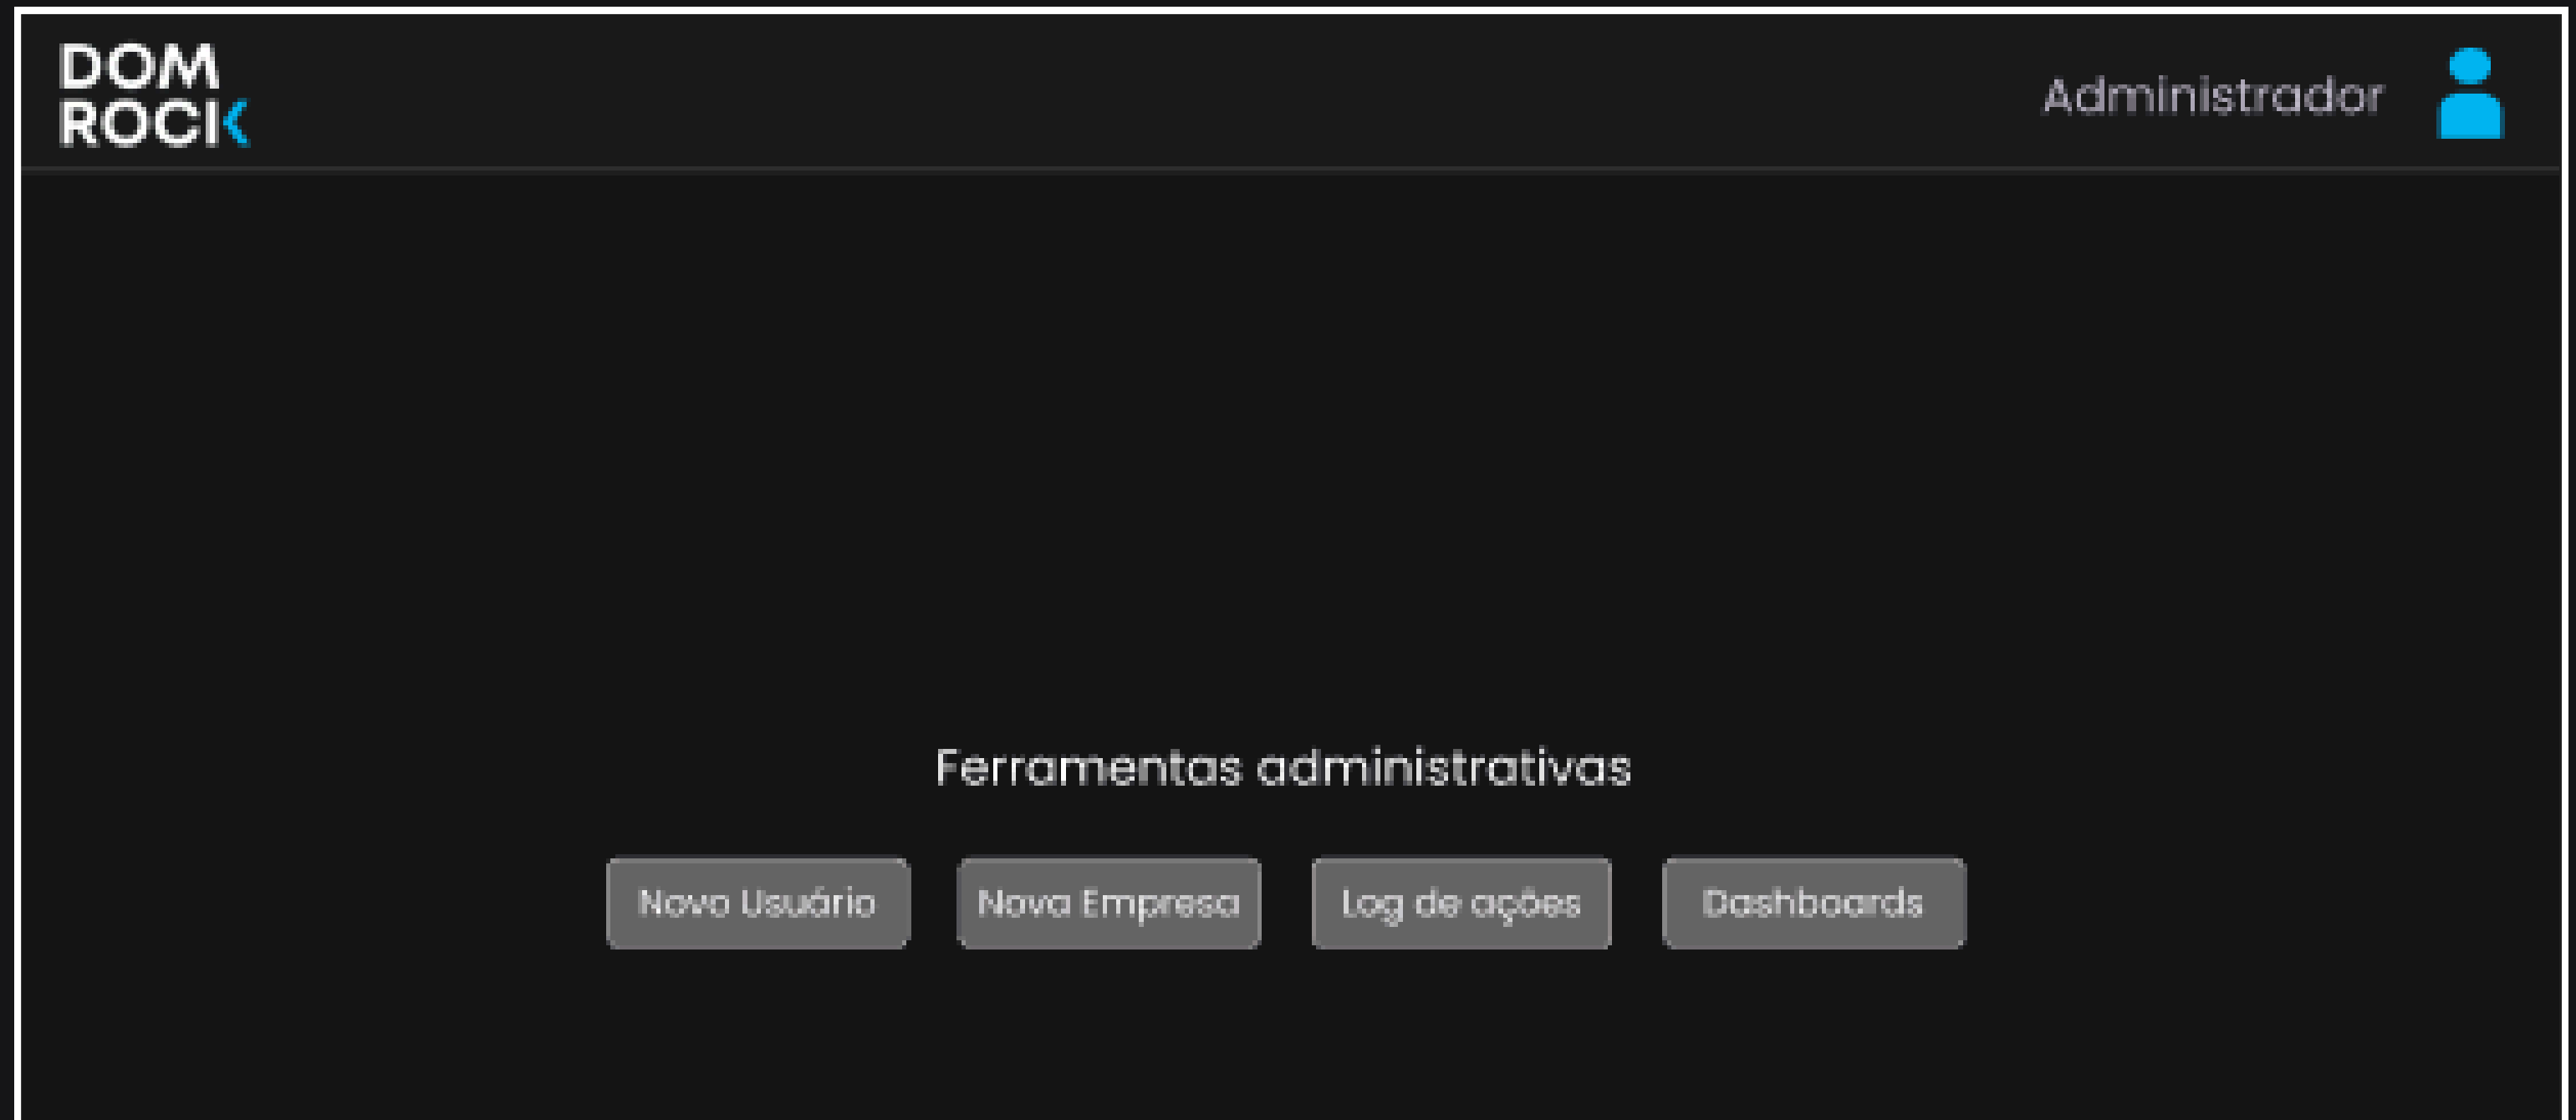 DOM
ROCK
Administrador
Ferramentas administrativas
Novo Usuário
Nova Empresa
Log de ações
Dashboards